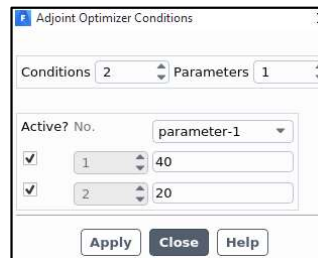 Adjoint Optimizer Conditions
Conditions 2 Parameters 1
Active? No. parameter-1
1 40
2 20
Apply Close Help